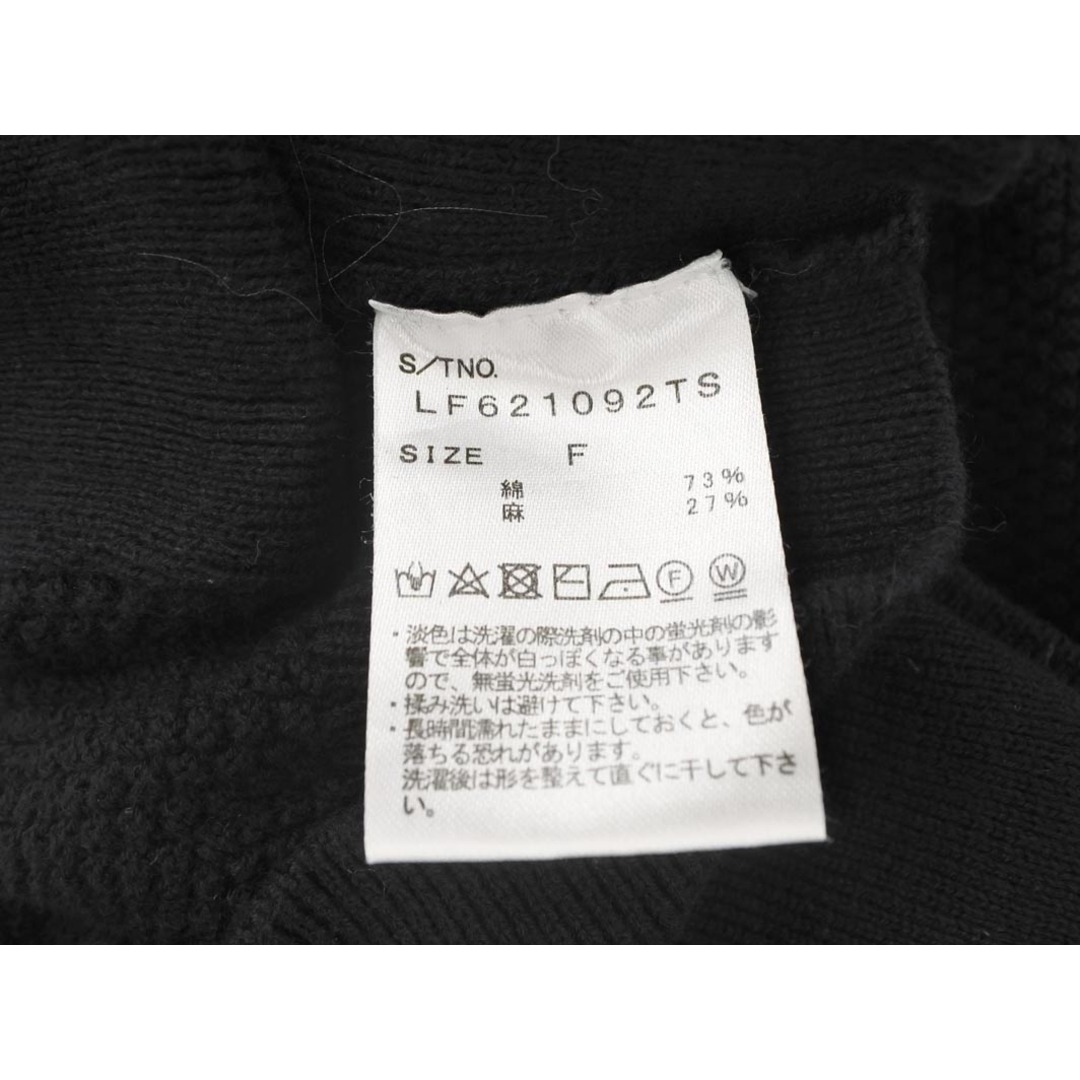 S/TNO.
LF621092TS
SIZE F
綿 73%
麻 27%
F W
・淡色は洗濯の際洗剤の中の蛍光剤の影
響で全体が白っぽくなる事があります
ので、無蛍光洗剤をご使用下さい。
・揉み洗いは避けて下さい。
・長時間濡れたままにしておくと、色が
落ちる恐れがあります。
洗濯後は形を整えて直ぐに干して下さ
い。